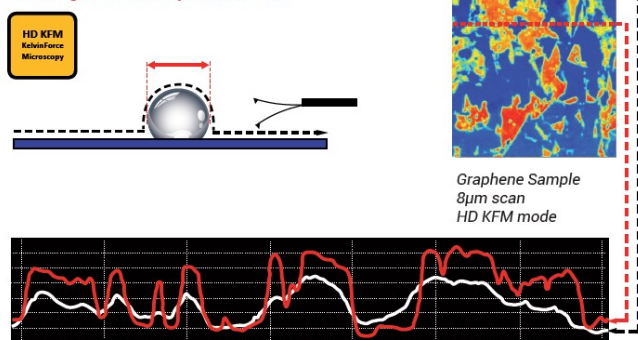 HD KFM
KelvinForce
Microscopy
Graphene Sample
8µm scan
HD KFM mode